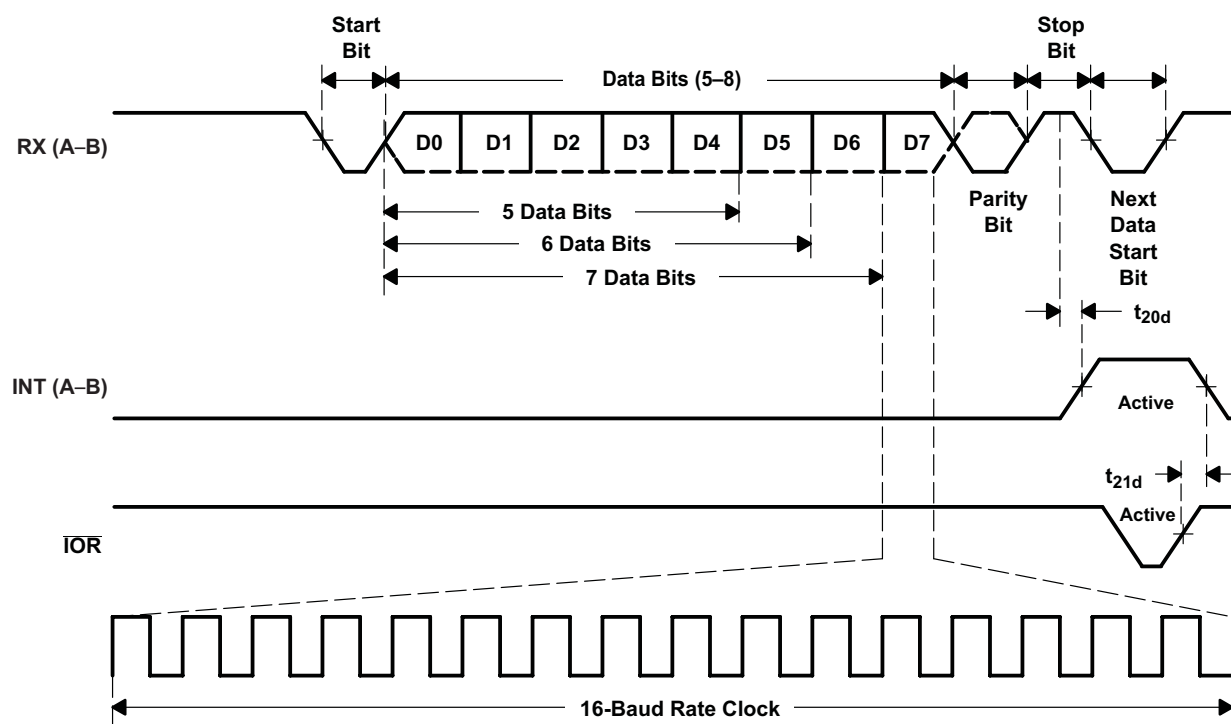 Start
Bit
Stop
Bit
Data Bits (5–8)
RX (A–B)
D0 D1 D2 D3 D4 D5 D6 D7
Parity
Bit
Next
Data
Start
Bit
5 Data Bits
6 Data Bits
7 Data Bits
t20d
INT (A–B)
Active
t21d
Active
IOR
16-Baud Rate Clock